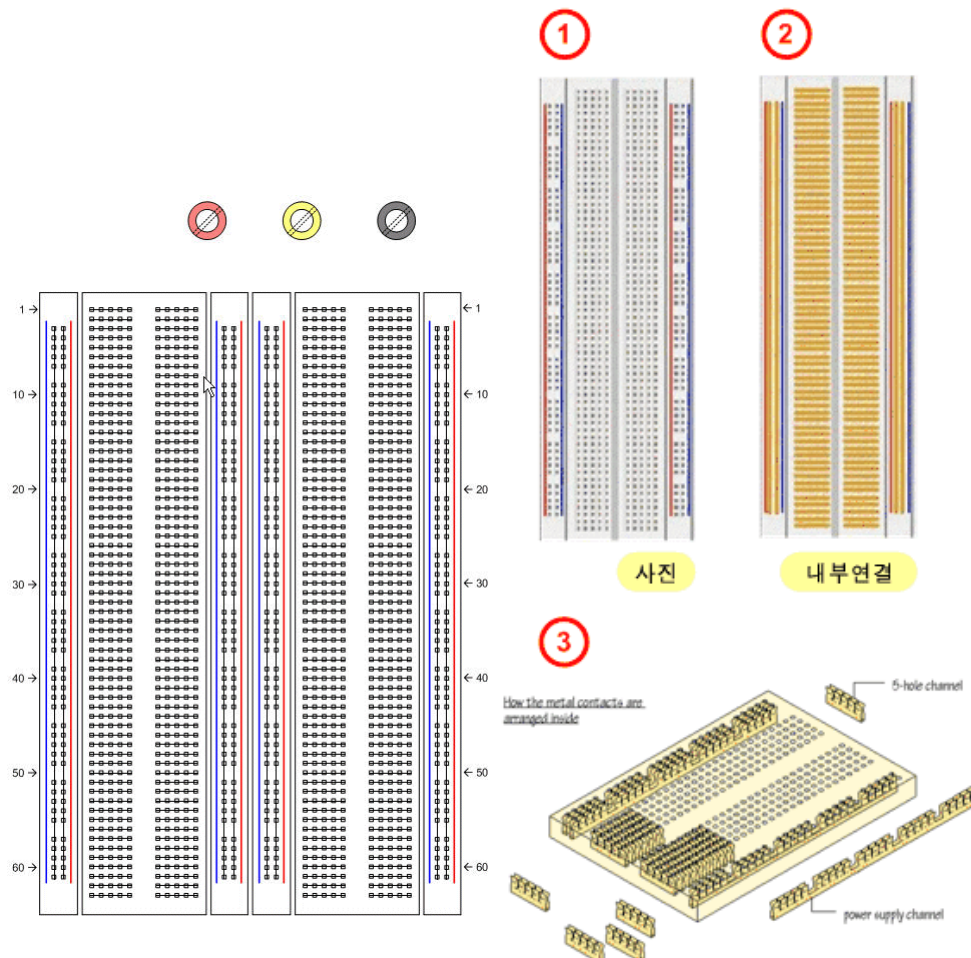 1
2
1
1
10
10
20
20
30
30
40
40
50
50
60
60
사진
내부연결
3
How the metal contacts are
arranged inside
5-hole channel
power supply channel